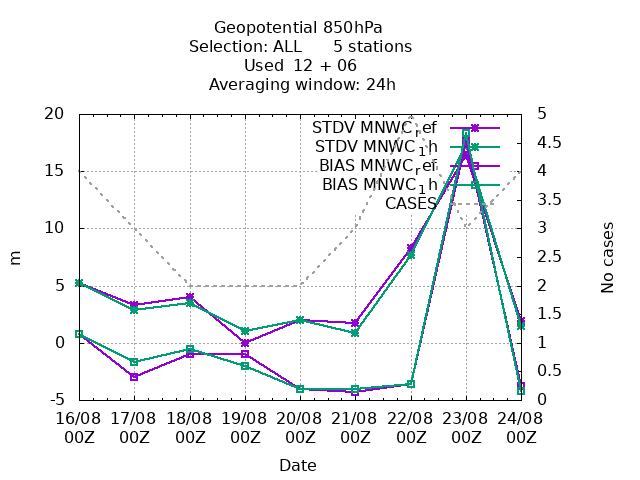 Geopotential 850hPa
Selection: ALL      5 stations
Used  12 + 06
Averaging window: 24h
20
15
10
5
0
-5
m
STDV MNWC_ref
STDV MNWC_1h
BIAS MNWC_ref
BIAS MNWC_1h
CASES
5
4.5
4
3.5
3
2.5
2
1.5
1
0.5
0
No cases
16/08 17/08 18/08 19/08 20/08 21/08 22/08 23/08 24/08
00Z 00Z 00Z 00Z 00Z 00Z 00Z 00Z 00Z
Date